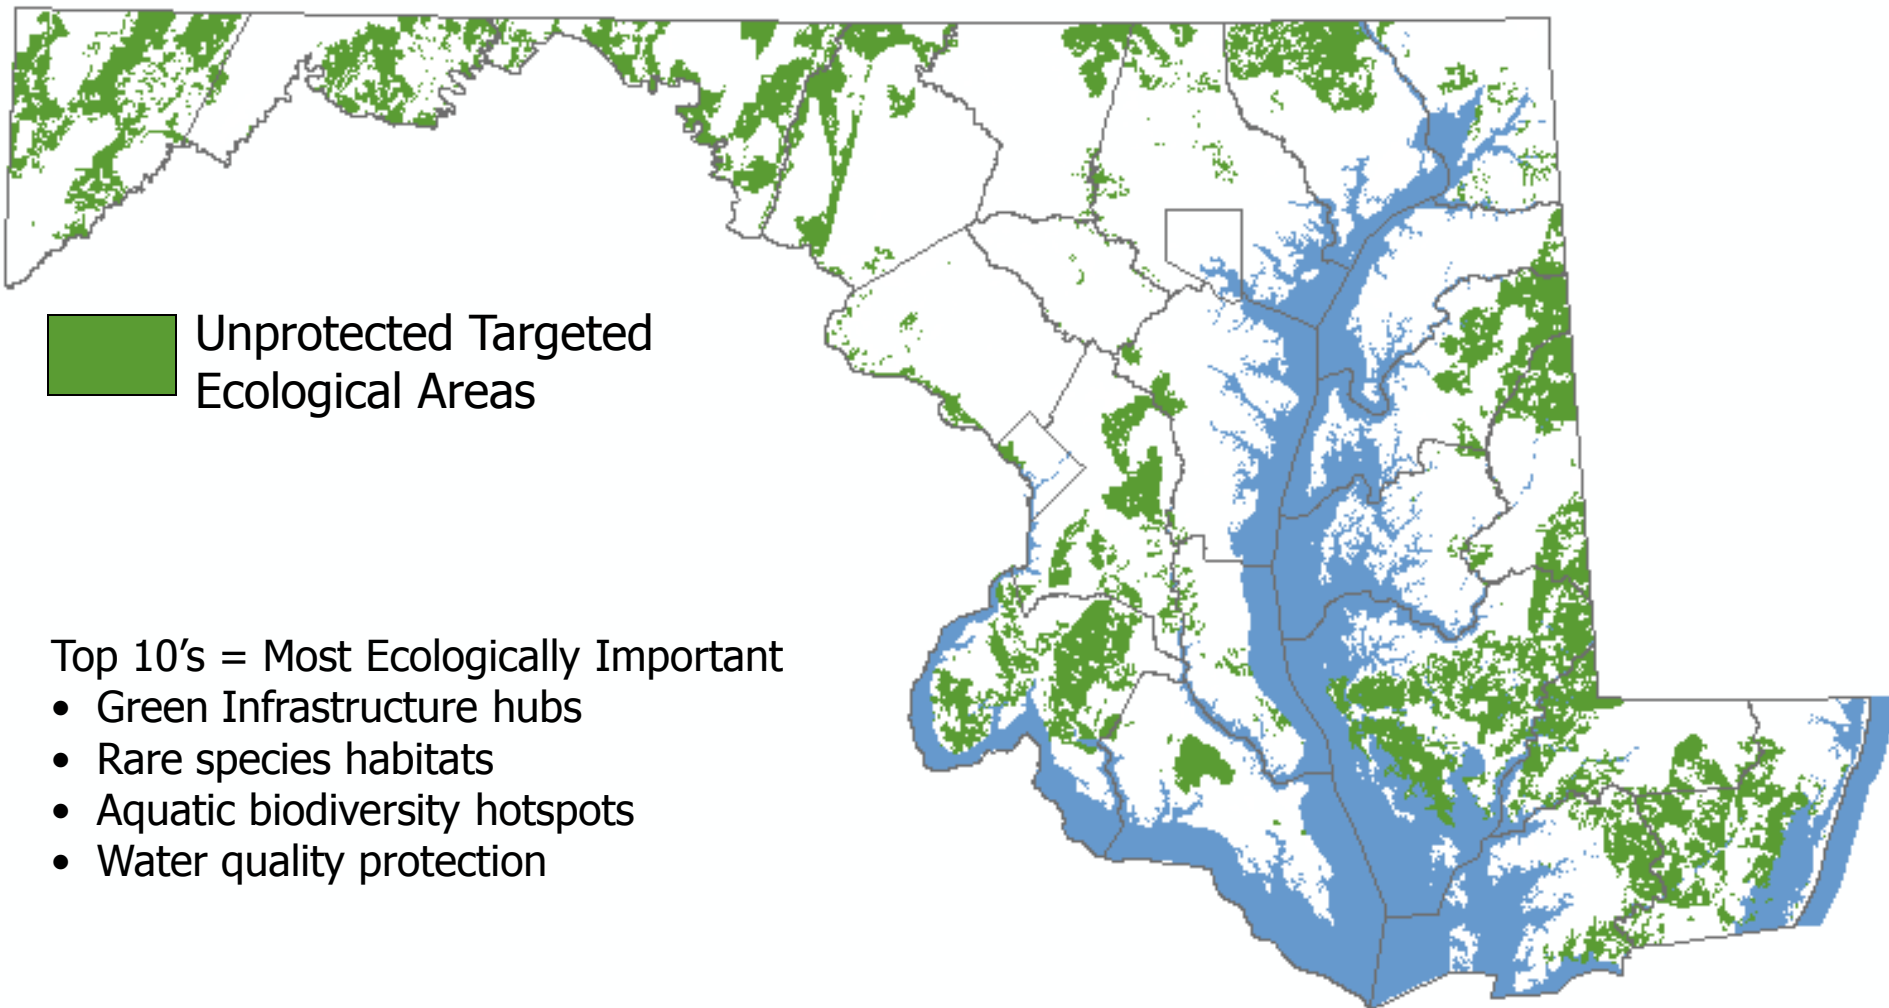 Unprotected Targeted
Ecological Areas
Top 10’s = Most Ecologically Important
• Green Infrastructure hubs
• Rare species habitats
• Aquatic biodiversity hotspots
• Water quality protection